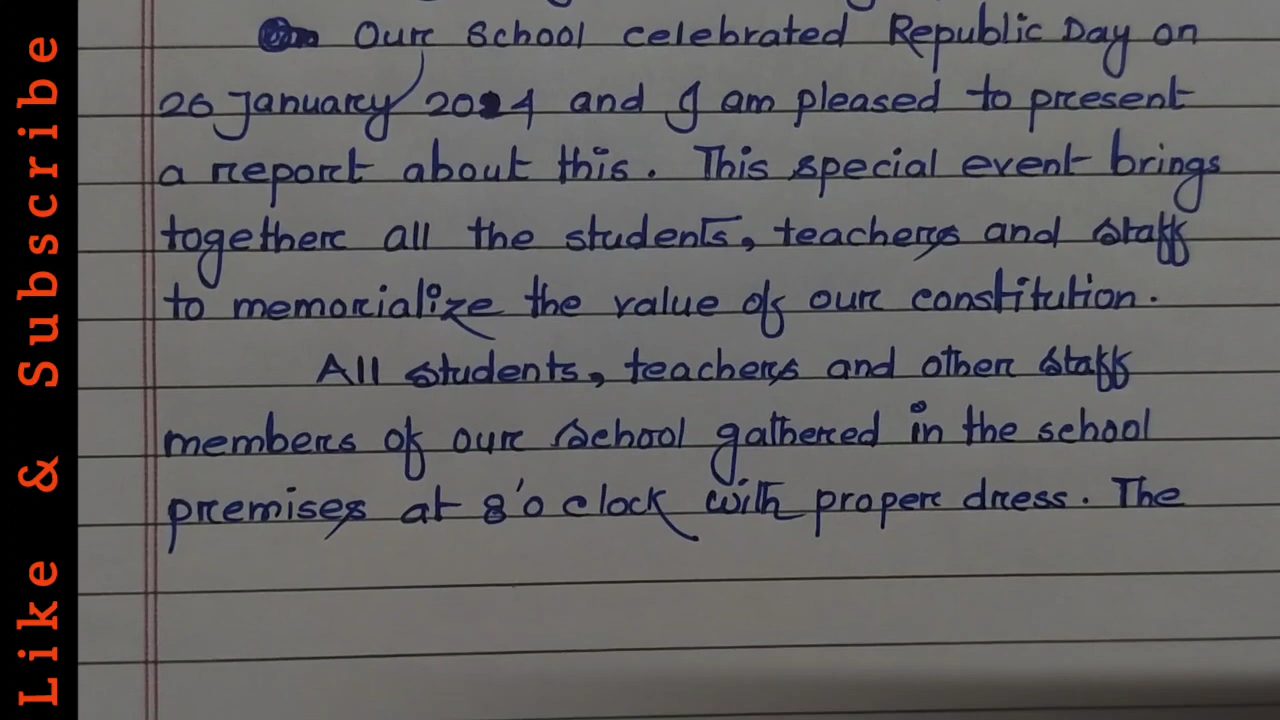 Our School celebrated Republic Day on
26 January 2024 and I am pleased to present
a report about this. This special event brings
together all the students, teachers and staff
to memorialize the value of our constitution.
All students, teachers and other staff
members of our School gathered in the school
premises at 8'o clock with proper dress. The
Like & Subscribe